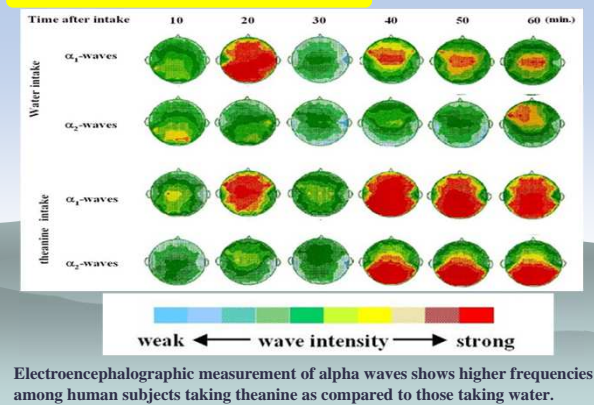 Time after intake 10 20 30 40 50 60 (min.)
Water intake
α₁-waves
α₂-waves
theanine intake
α₁-waves
α₂-waves
weak wave intensity strong
Electroencephalographic measurement of alpha waves shows higher frequencies
among human subjects taking theanine as compared to those taking water.